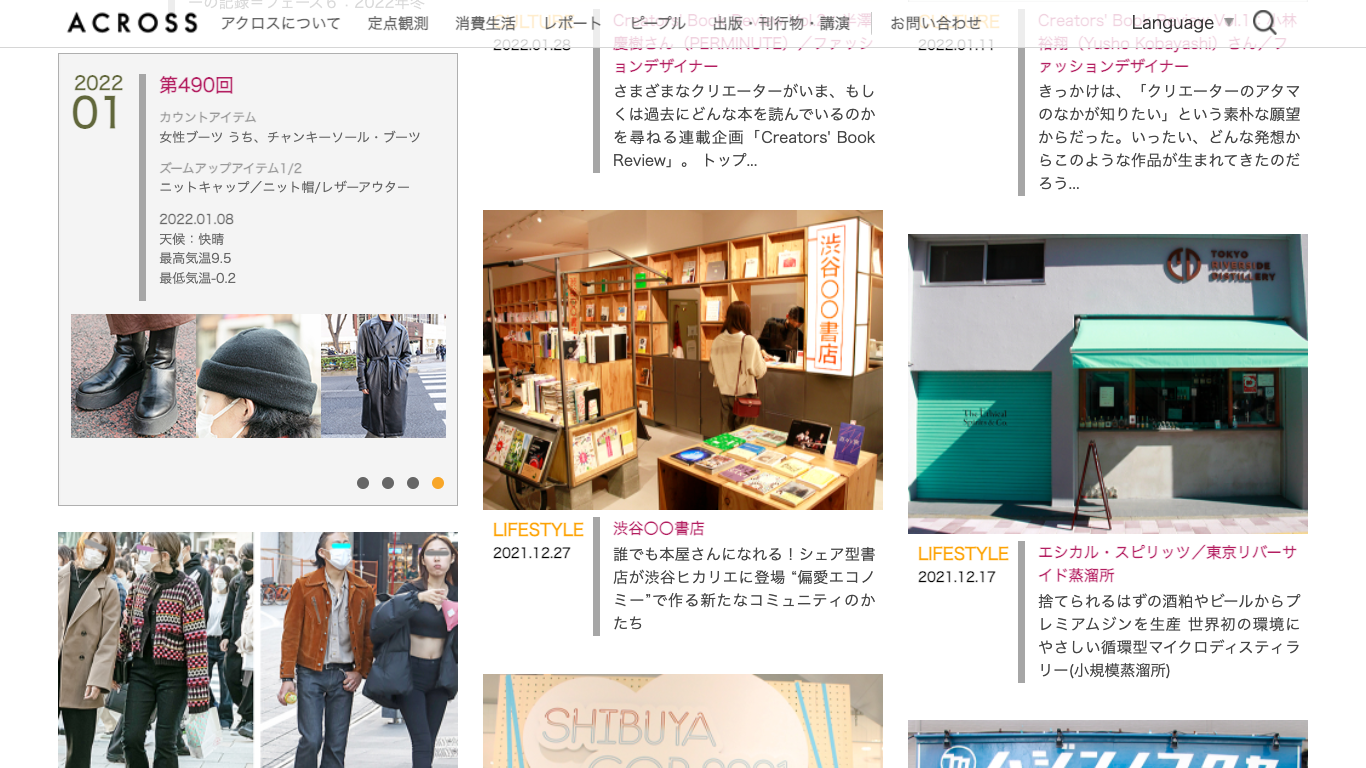 ACROSS
アクロスについて
定点観測
消費生活
レポート
ピープル
出版・刊行物・講演
お問い合わせ
Language ▼
ーの記録＝フェーズ６：2022年冬
2022
01
第490回
カウントアイテム
女性ブーツ うち、チャンキーソール・ブーツ
ズームアップアイテム1/2
ニットキャップ／ニット帽/レザーアウター
2022.01.08
天候：快晴
最高気温9.5
最低気温-0.2
2022.01.28
慶樹さん（PERMINUTE）／ファッシ
ョンデザイナー
さまざまなクリエーターがいま、もし
くは過去にどんな本を読んでいるのか
を尋ねる連載企画「Creators' Book
Review」。 トップ...
渋谷〇〇書店
LIFESTYLE
2021.12.27
渋谷〇〇書店
誰でも本屋さんになれる！シェア型書
店が渋谷ヒカリエに登場 “偏愛エコノ
ミー”で作る新たなコミュニティのか
たち
SHIBUYA
2022.01.11
Creators' Book Review Vol.1 小林
裕翔（Yusho Kobayashi）さん／フ
ァッションデザイナー
きっかけは、「クリエーターのアタマ
のなかが知りたい」という素朴な願望
からだった。いったい、どんな発想か
らこのような作品が生まれてきたのだ
ろう...
TOKYO
RIVERSIDE
DISTILLERY
The Ethical
Spirits & Co.
LIFESTYLE
2021.12.17
エシカル・スピリッツ／東京リバーサ
イド蒸溜所
捨てられるはずの酒粕やビールからプ
レミアムジンを生産 世界初の環境に
やさしい循環型マイクロディスティラ
リー(小規模蒸溜所)